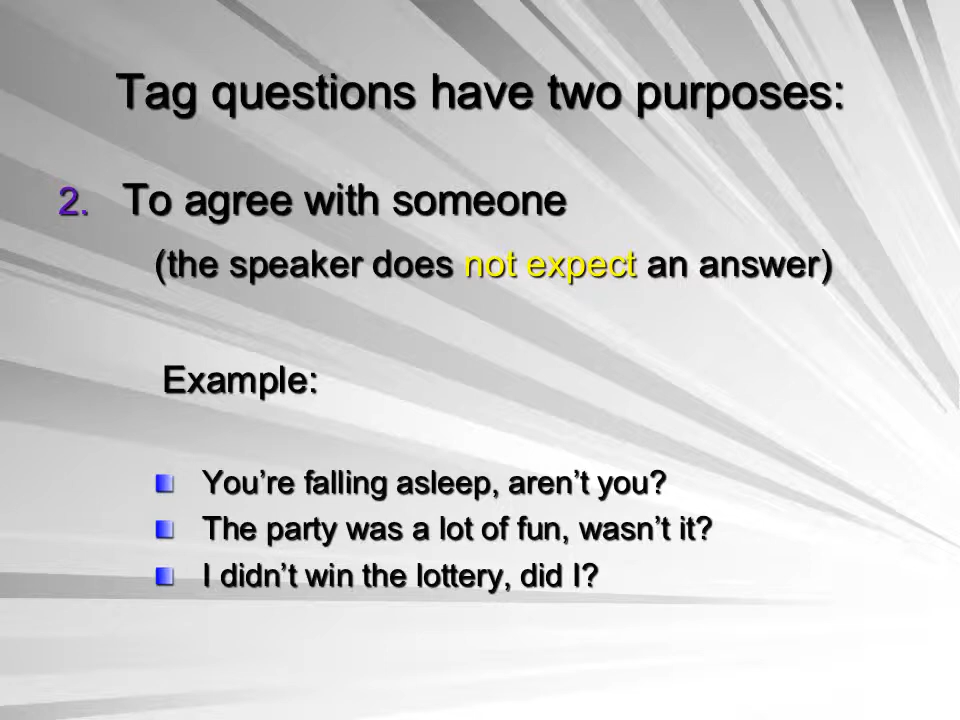 Tag questions have two purposes:
2. To agree with someone
(the speaker does not expect an answer)
Example:
You’re falling asleep, aren’t you?
The party was a lot of fun, wasn’t it?
I didn’t win the lottery, did I?